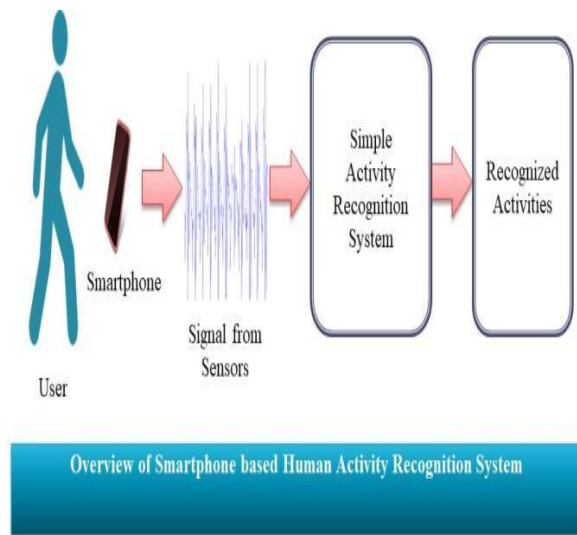 Smartphone
User
Signal from
Sensors
Simple
Activity
Recognition
System
Recognized
Activities
Overview of Smartphone based Human Activity Recognition System